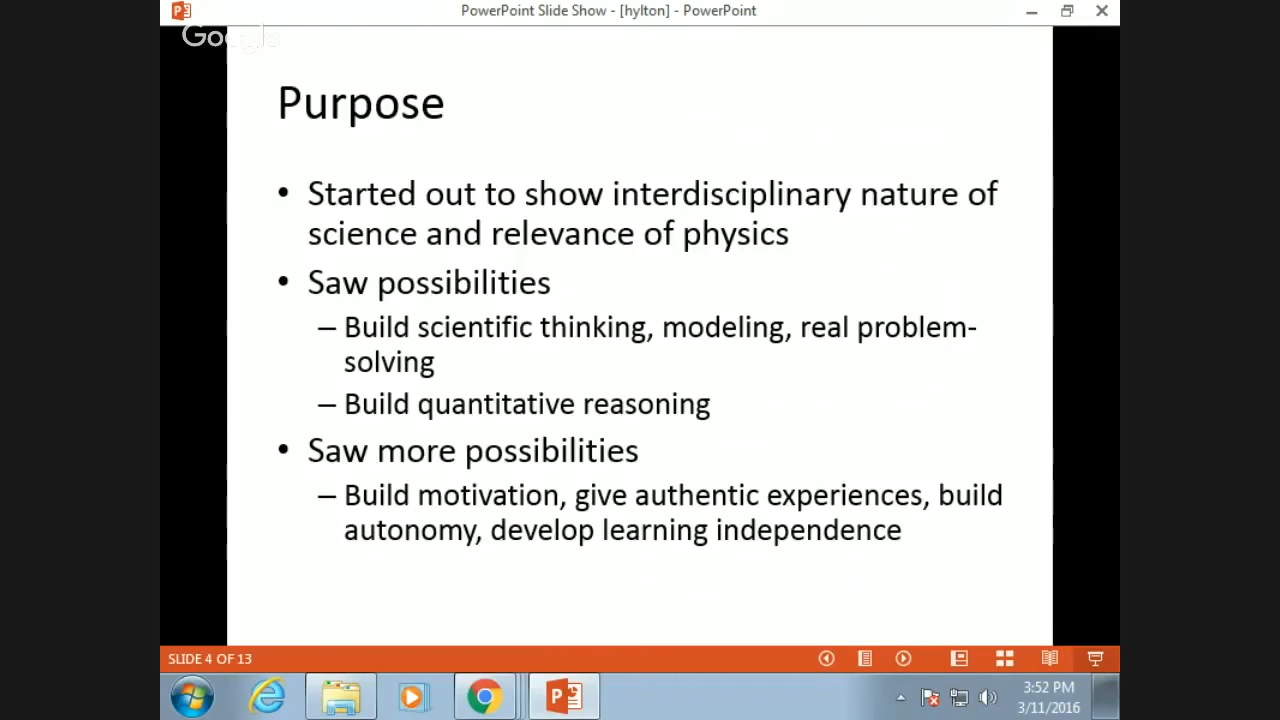 PowerPoint Slide Show - [hylton] - PowerPoint
Google
Purpose
• Started out to show interdisciplinary nature of
science and relevance of physics
• Saw possibilities
– Build scientific thinking, modeling, real problem-
solving
– Build quantitative reasoning
• Saw more possibilities
– Build motivation, give authentic experiences, build
autonomy, develop learning independence
SLIDE 4 OF 13
3:52 PM
3/11/2016